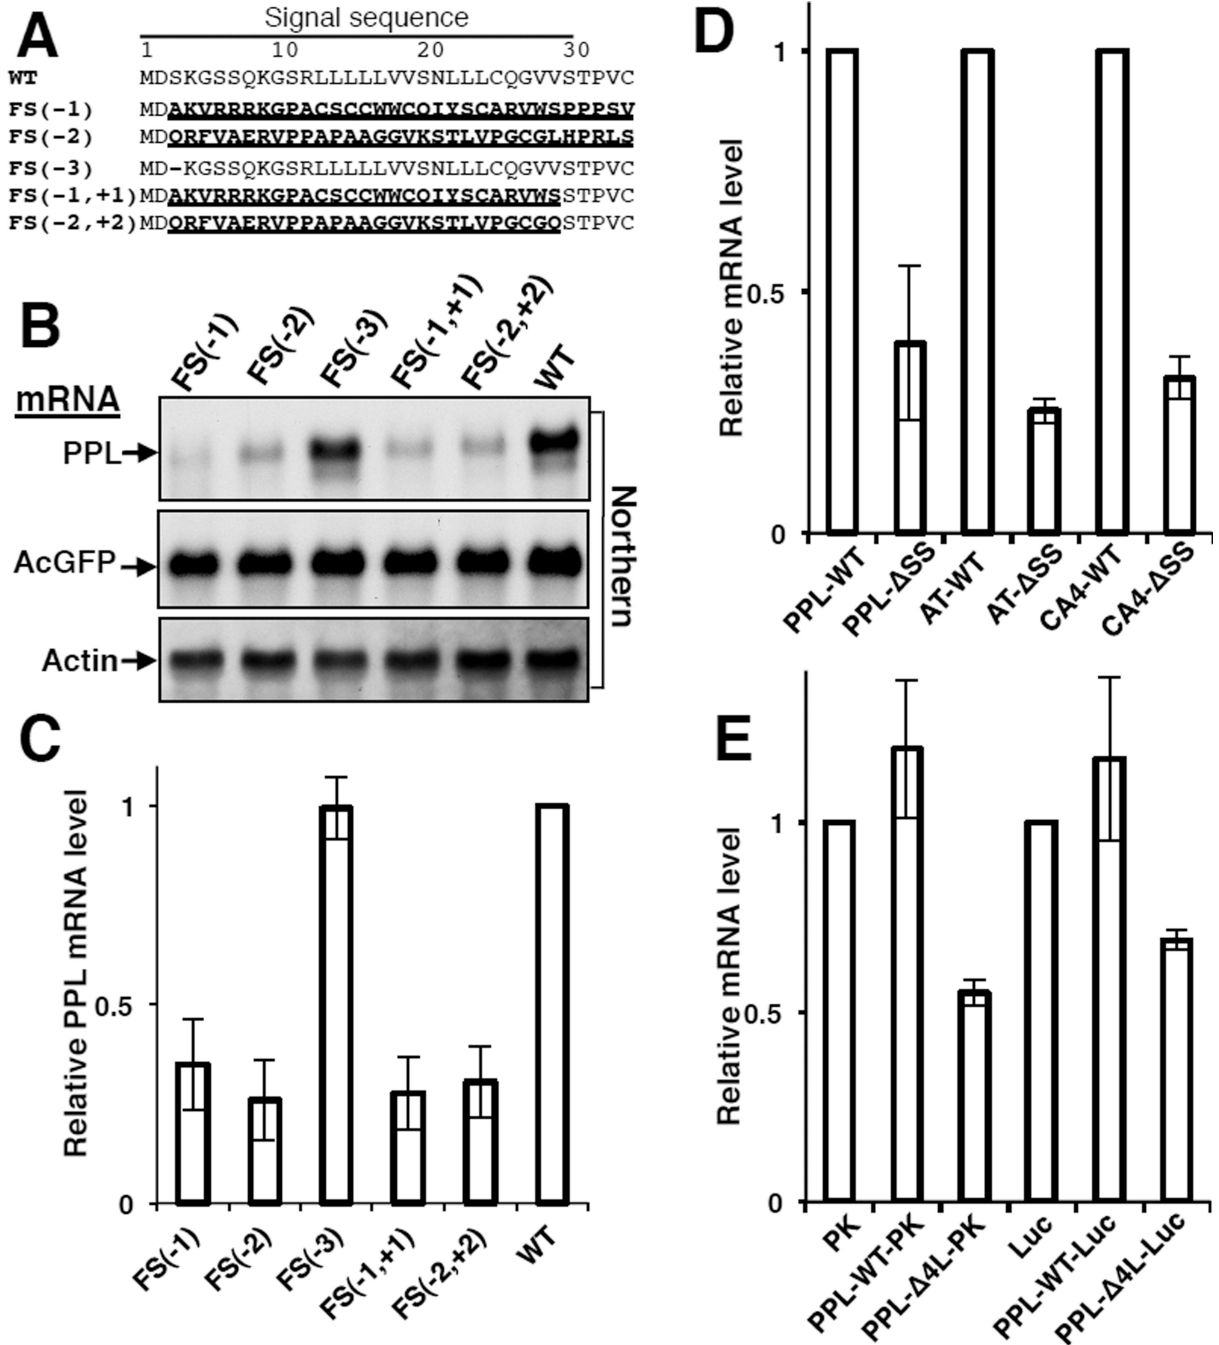 A
Signal sequence
1 10 20 30
WT MDSKGSSQKGSRLLLLLVVSNLLLCQGVVSTPVC
FS(-1) MDAKVRRRKGPACSCCWWCOIYSCARVWSPPPSV
FS(-2) MDORFVAERVPPAPAAGGVKSTLVPGCGLHPRLS
FS(-3) MD-KGSSQKGSRLLLLLVVSNLLLCQGVVSTPVC
FS(-1,+1) MDAKVRRRKGPACSCCWWCOIYSCARVWSSTPVC
FS(-2,+2) MDORFVAERVPPAPAAGGVKSTLVPGCGOSTPVC
B
FS(-1) FS(-2) FS(-3) FS(-1,+1) FS(-2,+2) WT
mRNA
PPL
AcGFP
Actin
Northern
C
Relative PPL mRNA level
1
0.5
0
FS(-1) FS(-2) FS(-3) FS(-1,+1) FS(-2,+2) WT
D
Relative mRNA level
1
0.5
0
PPL-WT PPL-ΔSS AT-WT AT-ΔSS CA4-WT CA4-ΔSS
E
Relative mRNA level
1
0.5
0
PK PPL-WT-PK PPL-Δ4L-PK Luc PPL-WT-Luc PPL-Δ4L-Luc